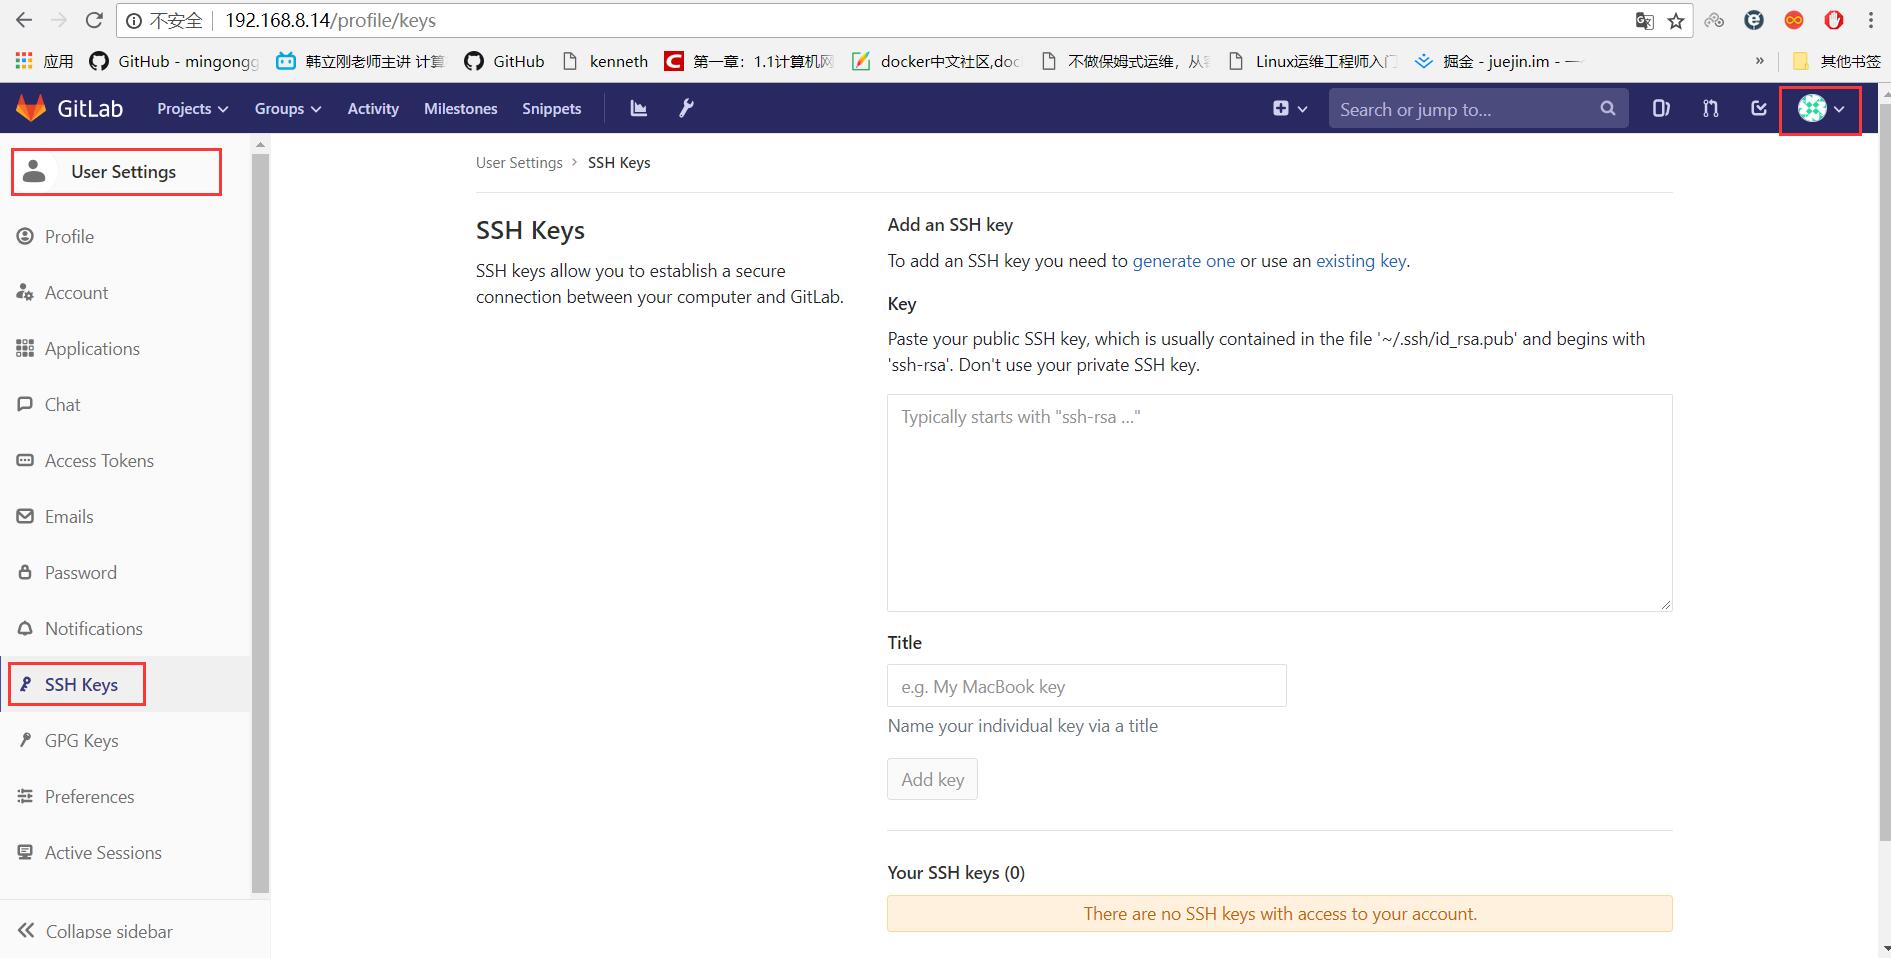 不安全 192.168.8.14/profile/keys
应用 GitHub - mingongg 韩立刚老师主讲 计算 GitHub kenneth 第一章：1.1计算机网 docker中文社区,doc 不做保姆式运维，从 Linux运维工程师入门 掘金 - juejin.im - 一 » 其他书签
GitLab Projects Groups Activity Milestones Snippets Search or jump to...
User Settings
Profile
Account
Applications
Chat
Access Tokens
Emails
Password
Notifications
SSH Keys
GPG Keys
Preferences
Active Sessions
Collapse sidebar
User Settings > SSH Keys
SSH Keys
SSH keys allow you to establish a secure
connection between your computer and GitLab.
Add an SSH key
To add an SSH key you need to generate one or use an existing key.
Key
Paste your public SSH key, which is usually contained in the file '~/.ssh/id_rsa.pub' and begins with
'ssh-rsa'. Don't use your private SSH key.
Typically starts with "ssh-rsa ..."
Title
e.g. My MacBook key
Name your individual key via a title
Add key
Your SSH keys (0)
There are no SSH keys with access to your account.